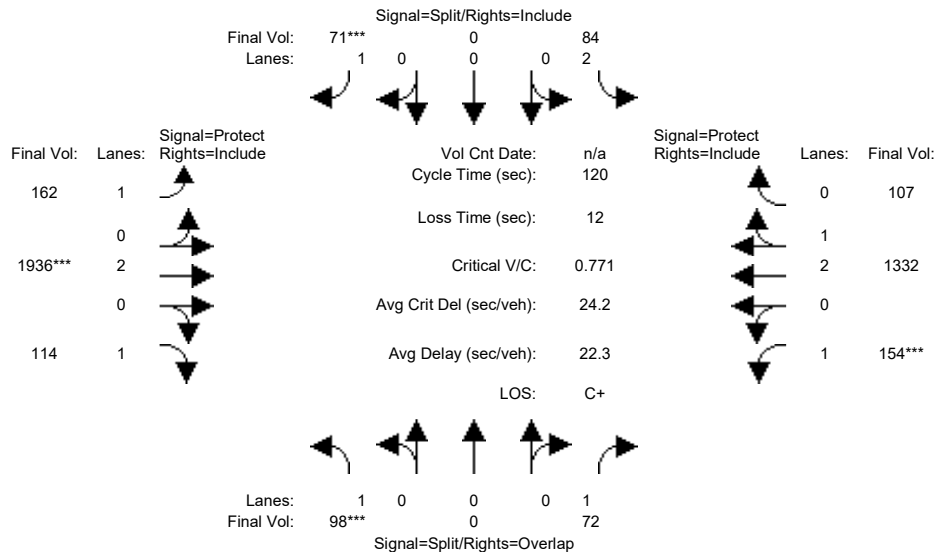 Signal=Split/Rights=Include
Final Vol: 71*** 0 84
Lanes: 1 0 0 0 2
Signal=Protect Signal=Protect
Final Vol: Lanes: Rights=Include Vol Cnt Date: n/a Rights=Include Lanes: Final Vol:
Cycle Time (sec): 120
162 1 0 107
Loss Time (sec): 12
0 1
1936*** 2 Critical V/C: 0.771 2 1332
0 Avg Crit Del (sec/veh): 24.2 0
114 1 Avg Delay (sec/veh): 22.3 1 154***
LOS: C+
Lanes: 1 0 0 0 1
Final Vol: 98*** 0 72
Signal=Split/Rights=Overlap